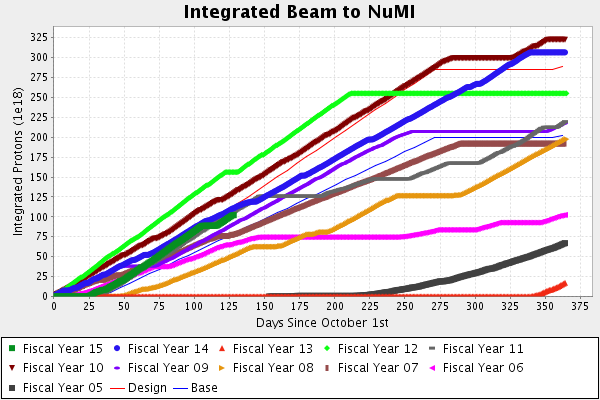 Integrated Beam to NuMI
Integrated Protons (1e18)
325
300
275
250
225
200
175
150
125
100
75
50
25
0
0 25 50 75 100 125 150 175 200 225 250 275 300 325 350 375
Days Since October 1st
Fiscal Year 15 Fiscal Year 14 Fiscal Year 13 Fiscal Year 12 Fiscal Year 11
Fiscal Year 10 Fiscal Year 09 Fiscal Year 08 Fiscal Year 07 Fiscal Year 06
Fiscal Year 05 Design Base